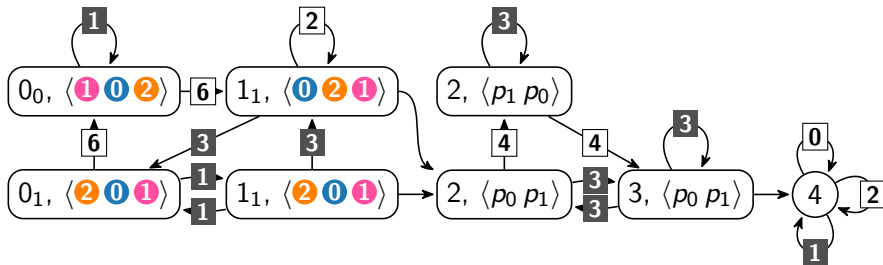 1 2 3
0₀, ⟨1 0 2⟩ 6 1₁, ⟨0 2 1⟩ 2, ⟨p₁ p₀⟩
6 3 3 4 4 3 0
0₁, ⟨2 0 1⟩ 1 1 1₁, ⟨2 0 1⟩ 2, ⟨p₀ p₁⟩ 3 3 3, ⟨p₀ p₁⟩ 4 2
1